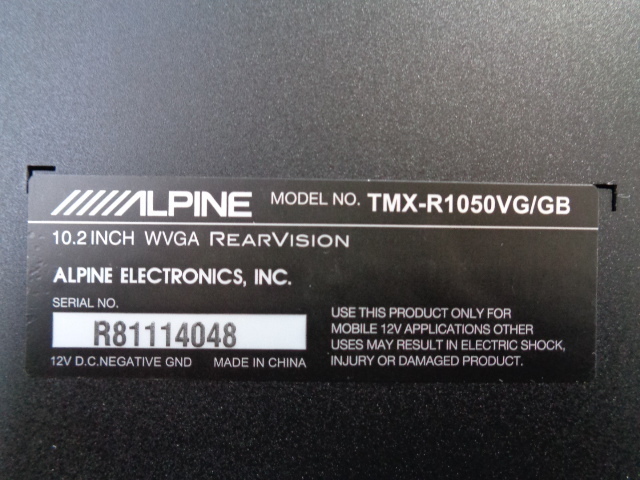 ALPINE MODEL NO. TMX-R1050VG/GB
10.2 INCH WVGA REARVISION
ALPINE ELECTRONICS, INC.
SERIAL NO.
R81114048
12V D.C.NEGATIVE GND MADE IN CHINA
USE THIS PRODUCT ONLY FOR
MOBILE 12V APPLICATIONS OTHER
USES MAY RESULT IN ELECTRIC SHOCK,
INJURY OR DAMAGED PRODUCT.